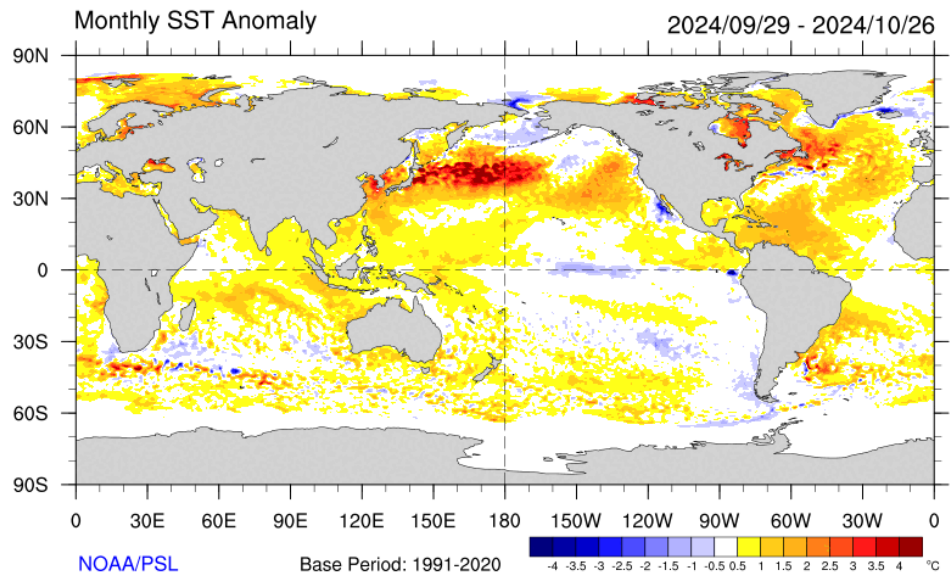 Monthly SST Anomaly 2024/09/29 - 2024/10/26
90N
60N
30N
0
30S
60S
90S
0 30E 60E 90E 120E 150E 180 150W 120W 90W 60W 30W 0
NOAA/PSL Base Period: 1991-2020
-4 -3.5 -3 -2.5 -2 -1.5 -1 -0.5 0.5 1 1.5 2 2.5 3 3.5 4 °C